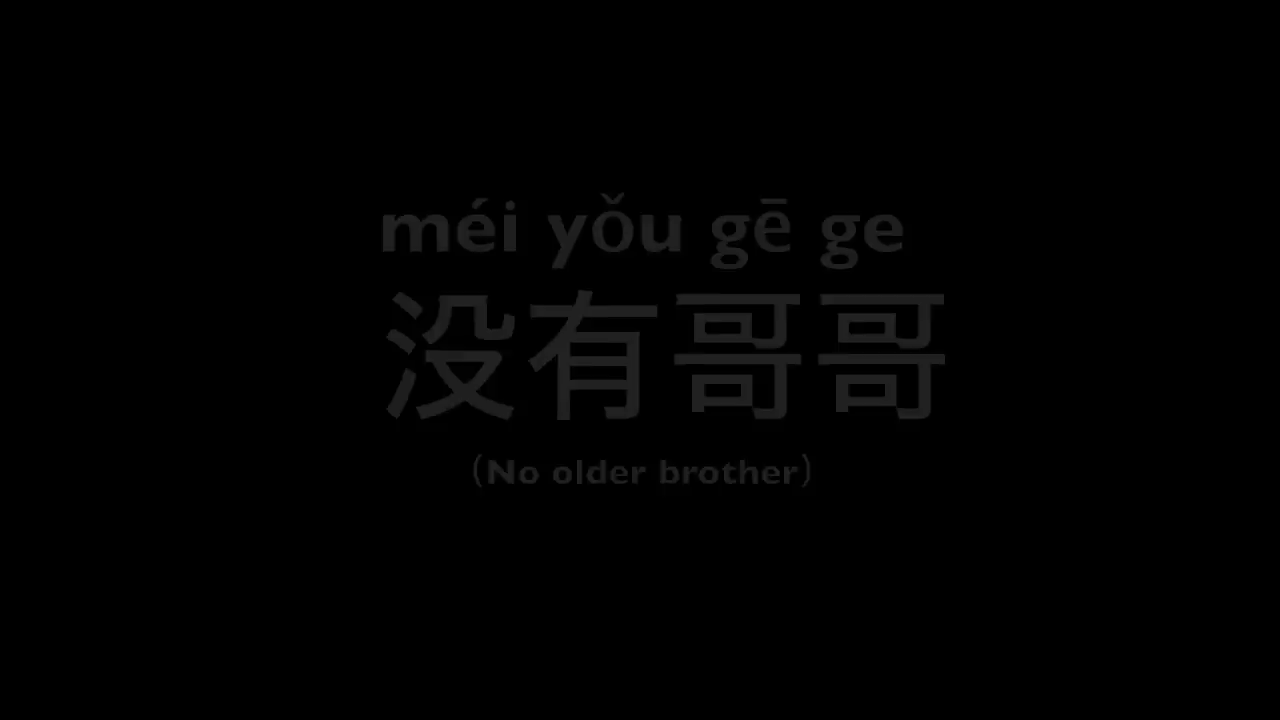 méi yǒu gē ge
没有哥哥
(No older brother)